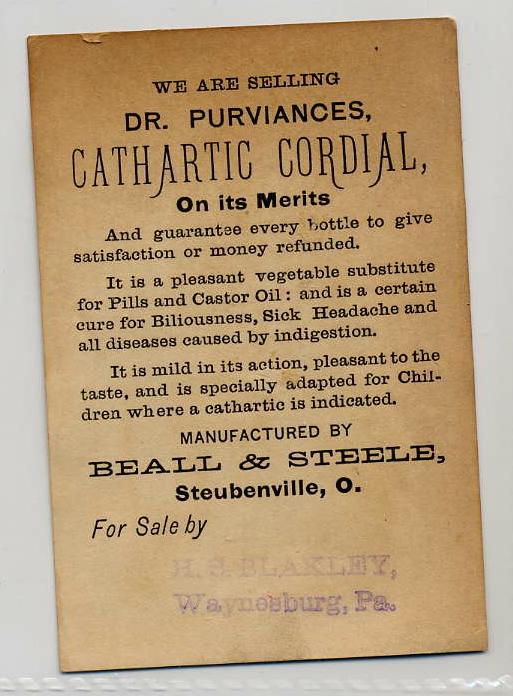 WE ARE SELLING
DR. PURVIANCES,
CATHARTIC CORDIAL,
On its Merits
And guarantee every bottle to give
satisfaction or money refunded.
It is a pleasant vegetable substitute
for Pills and Castor Oil : and is a certain
cure for Biliousness, Sick Headache and
all diseases caused by indigestion.
It is mild in its action, pleasant to the
taste, and is specially adapted for Chil-
dren where a cathartic is indicated.
MANUFACTURED BY
BEALL & STEELE,
Steubenville, O.
For Sale by
H. S. BLAKLEY,
Waynesburg, Pa.